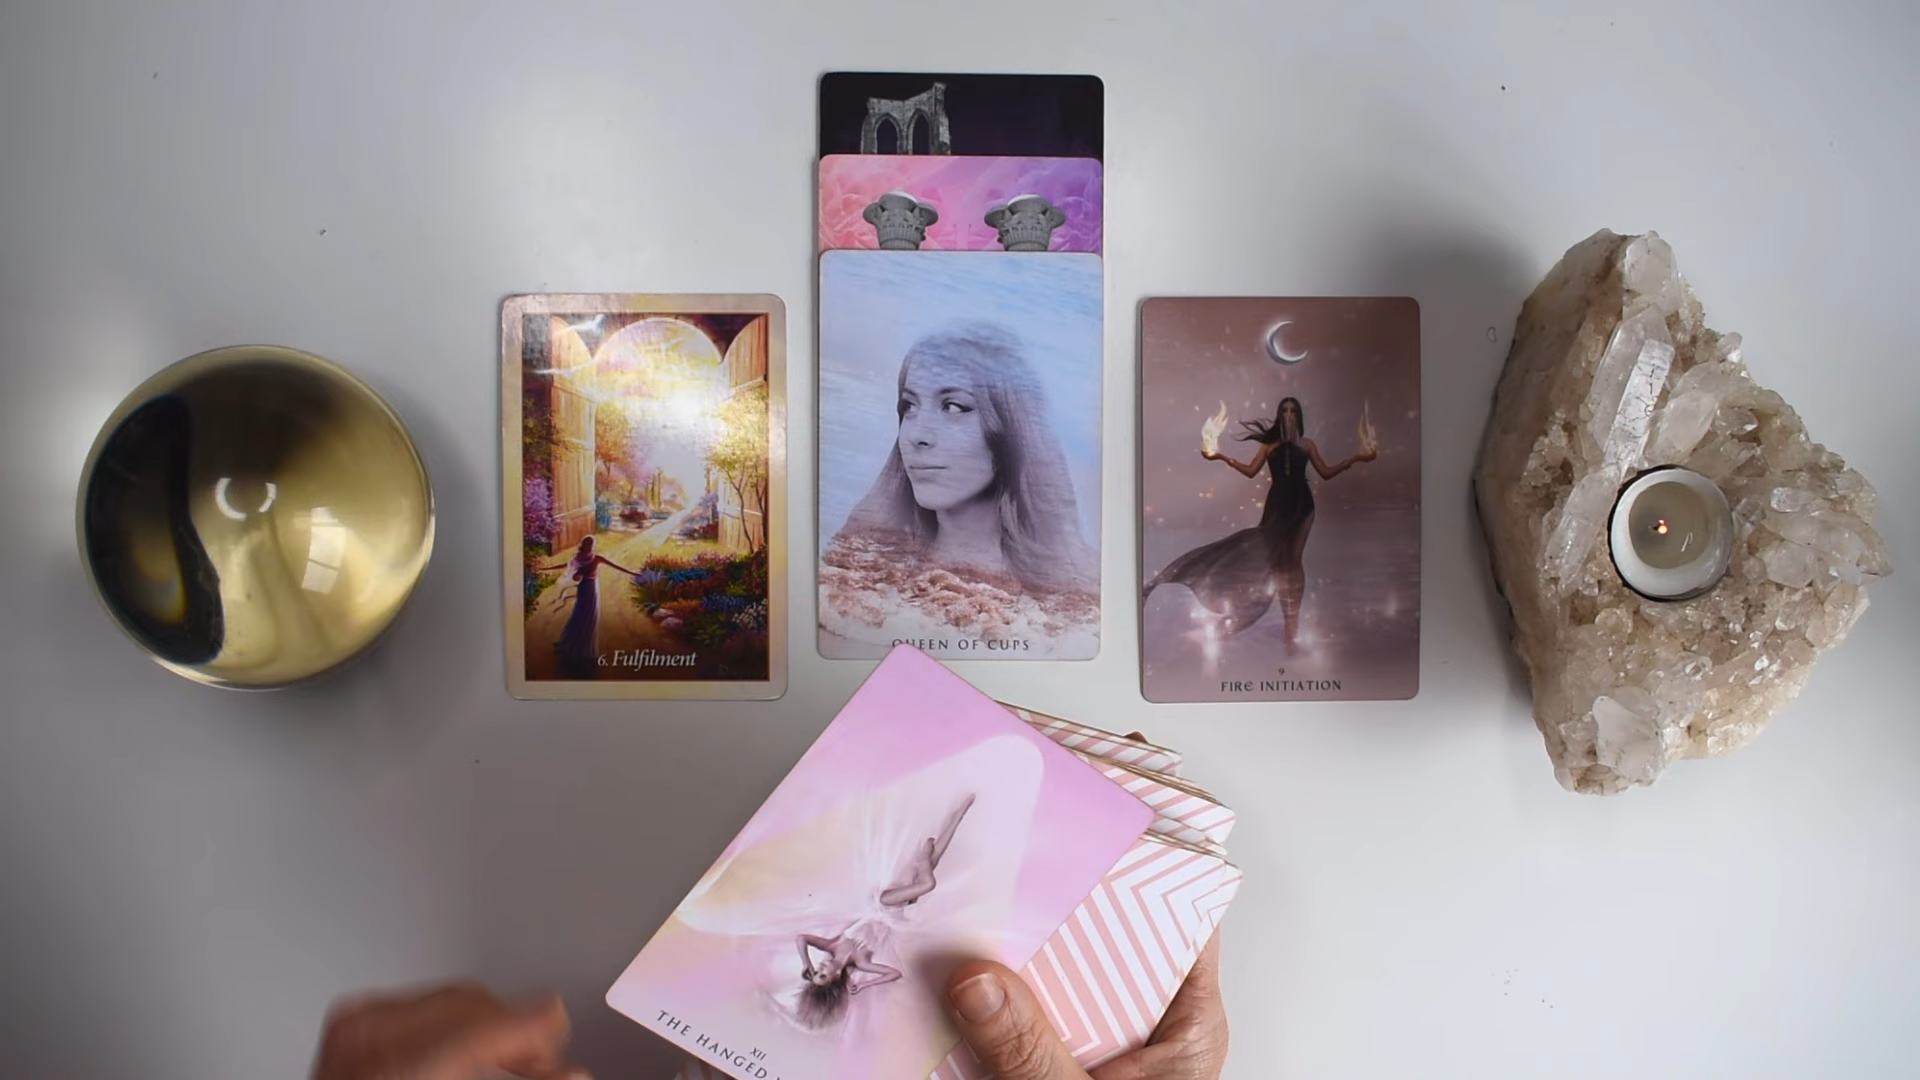 6. Fulfilment
QUEEN OF CUPS
9
FIRE INITIATION
XII
THE HANGED